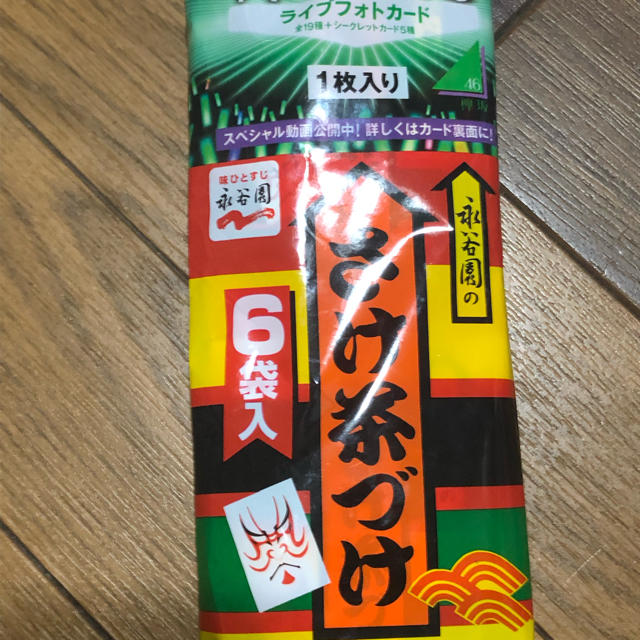 ライブフォトカード
全19種+シークレットカード5種
1枚入り
46
欅坂
スペシャル動画公開中!詳しくはカード裏面に!
味ひとすじ
永谷園
永谷園の
さけ茶づけ
6袋入